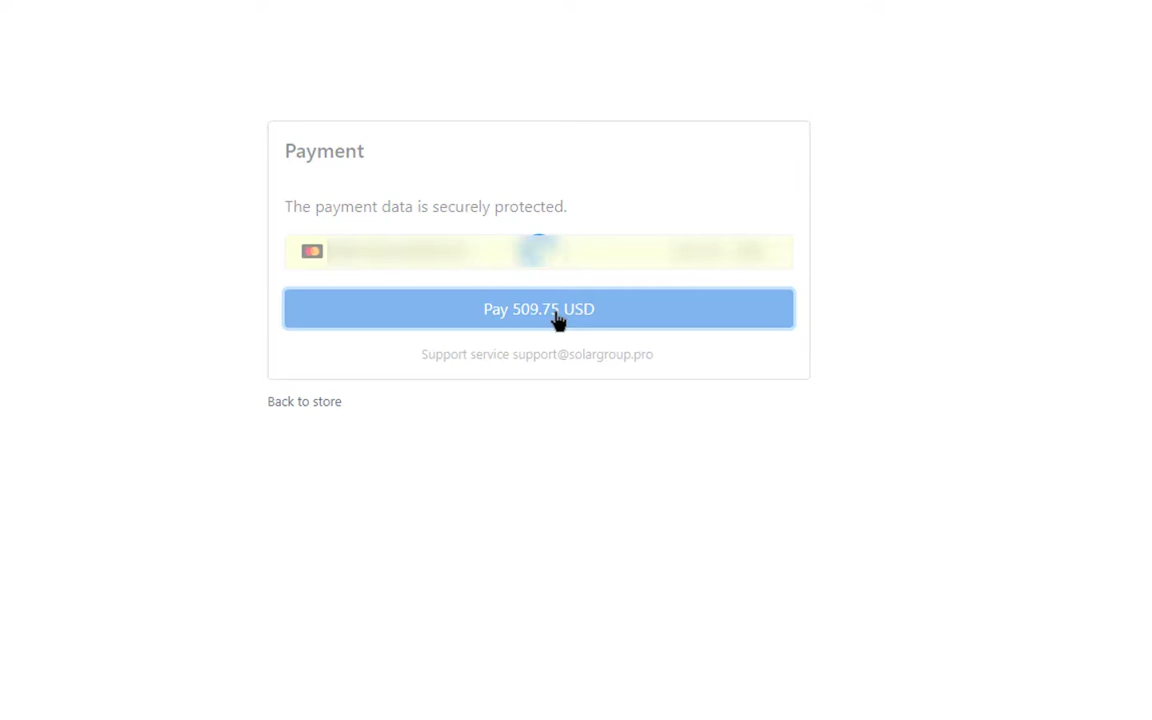 Payment
The payment data is securely protected.
Pay 509.75 USD
Support service support@solargroup.pro
Back to store